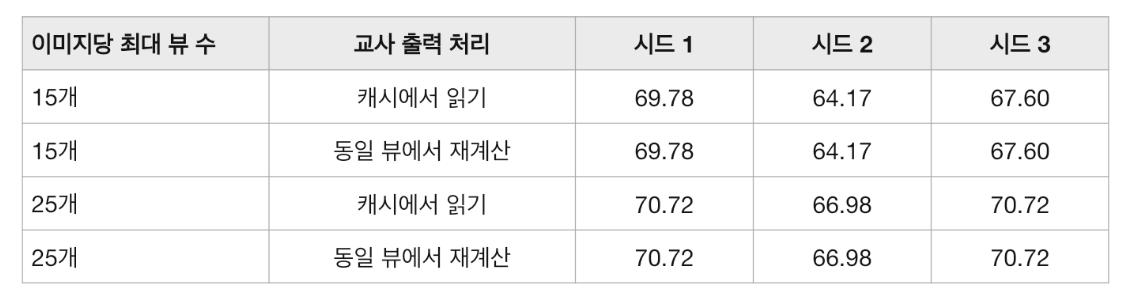 이미지당 최대 뷰 수 교사 출력 처리 시드 1 시드 2 시드 3
15개 캐시에서 읽기 69.78 64.17 67.60
15개 동일 뷰에서 재계산 69.78 64.17 67.60
25개 캐시에서 읽기 70.72 66.98 70.72
25개 동일 뷰에서 재계산 70.72 66.98 70.72